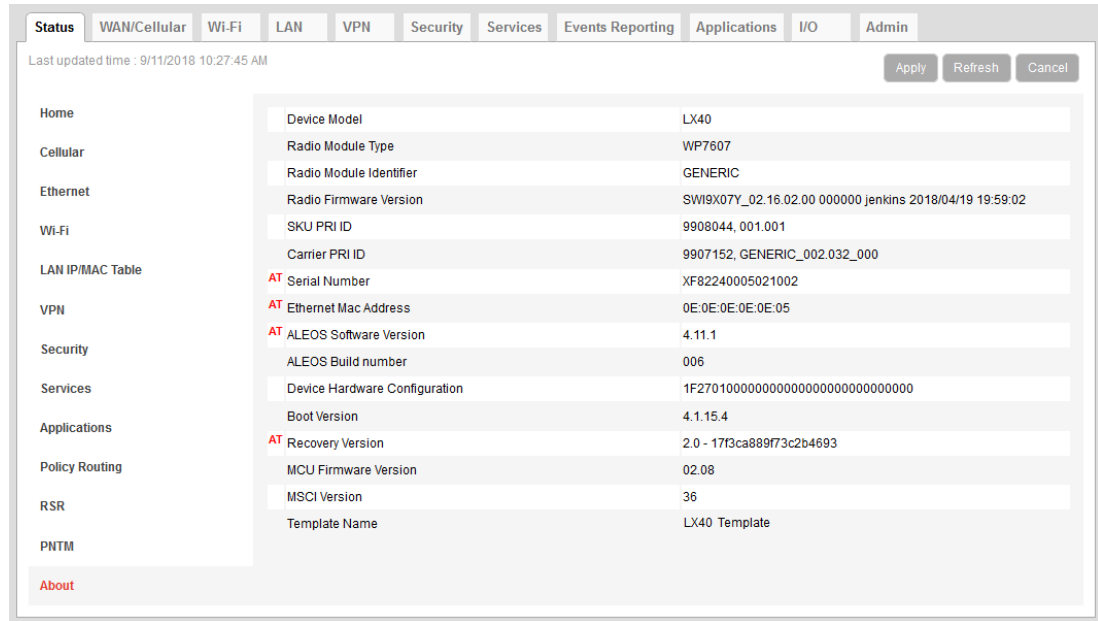 Status WAN/Cellular Wi-Fi LAN VPN Security Services Events Reporting Applications I/O Admin
Last updated time : 9/11/2018 10:27:45 AM
Apply Refresh Cancel
Home
Cellular
Ethernet
Wi-Fi
LAN IP/MAC Table
VPN
Security
Services
Applications
Policy Routing
RSR
PNTM
About
Device Model LX40
Radio Module Type WP7607
Radio Module Identifier GENERIC
Radio Firmware Version SWI9X07Y_02.16.02.00 000000 jenkins 2018/04/19 19:59:02
SKU PRI ID 9908044, 001.001
Carrier PRI ID 9907152, GENERIC_002.032_000
AT Serial Number XF82240005021002
AT Ethernet Mac Address 0E:0E:0E:0E:0E:05
AT ALEOS Software Version 4.11.1
ALEOS Build number 006
Device Hardware Configuration 1F270100000000000000000000000000
Boot Version 4.1.15.4
AT Recovery Version 2.0 - 17f3ca889f73c2b4693
MCU Firmware Version 02.08
MSCI Version 36
Template Name LX40 Template